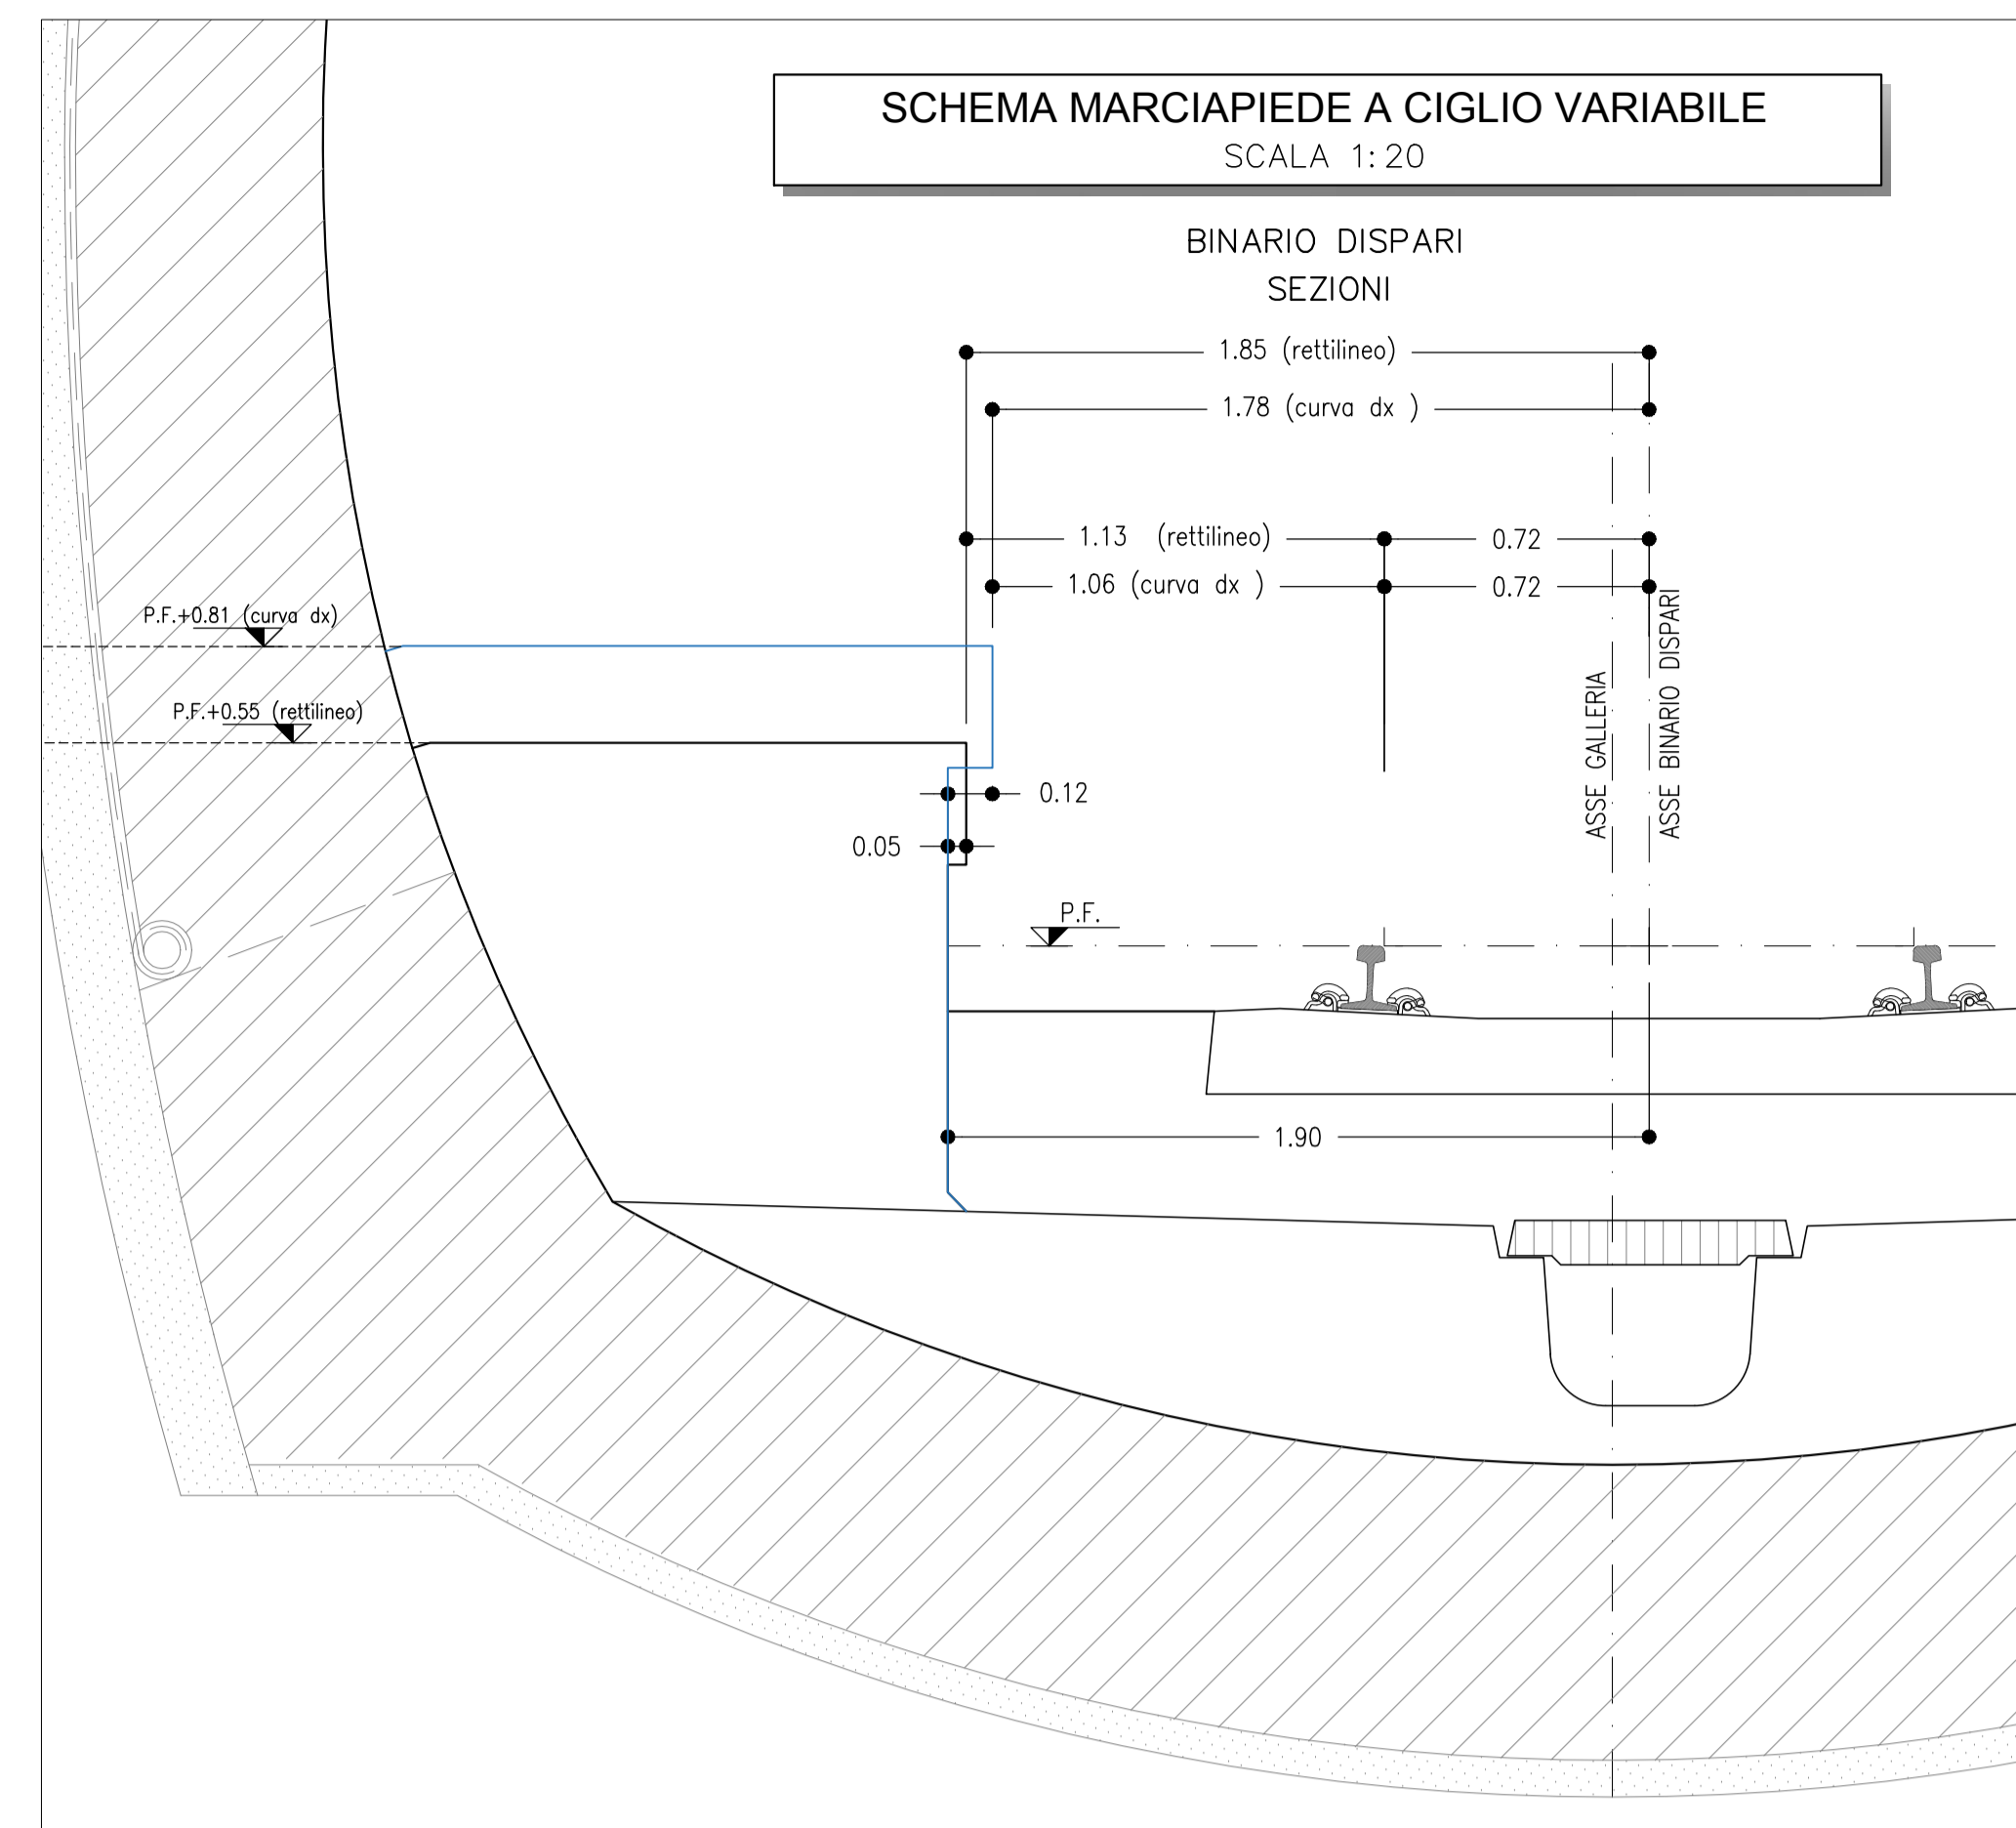 SCHEMA MARCIAPIEDE A CIGLIO VARIABILE
SCALA 1:20
BINARIO DISPARI
SEZIONI
1.85 (rettilineo)
1.78 (curva dx )
1.13 (rettilineo)
0.72
1.06 (curva dx )
0.72
P.F.+0.81 (curva dx)
P.F.+0.55 (rettilineo)
ASSE GALLERIA
ASSE BINARIO DISPARI
0.12
0.05
P.F.
1.90